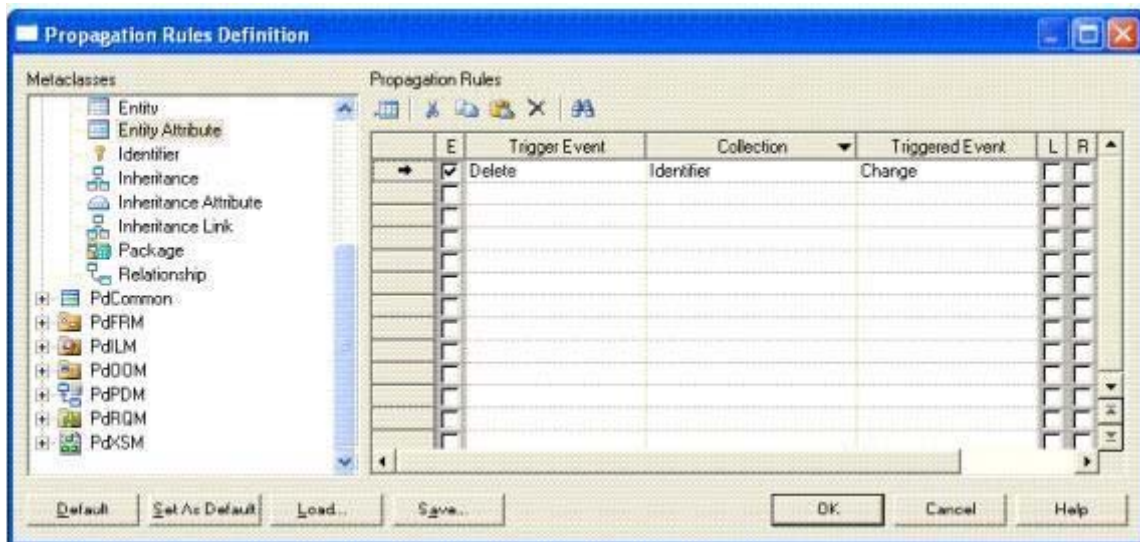 Propagation Rules Definition
Metaclasses
Entity
Entity Attribute
Identifier
Inheritance
Inheritance Attribute
Inheritance Link
Package
Relationship
PdCommon
PdFRM
PdILM
PdOOM
PdPDM
PdRQM
PdXSM
Propagation Rules
E Trigger Event Collection Triggered Event L R
Delete Identifier Change
Default Set As Default Load... Save... OK Cancel Help